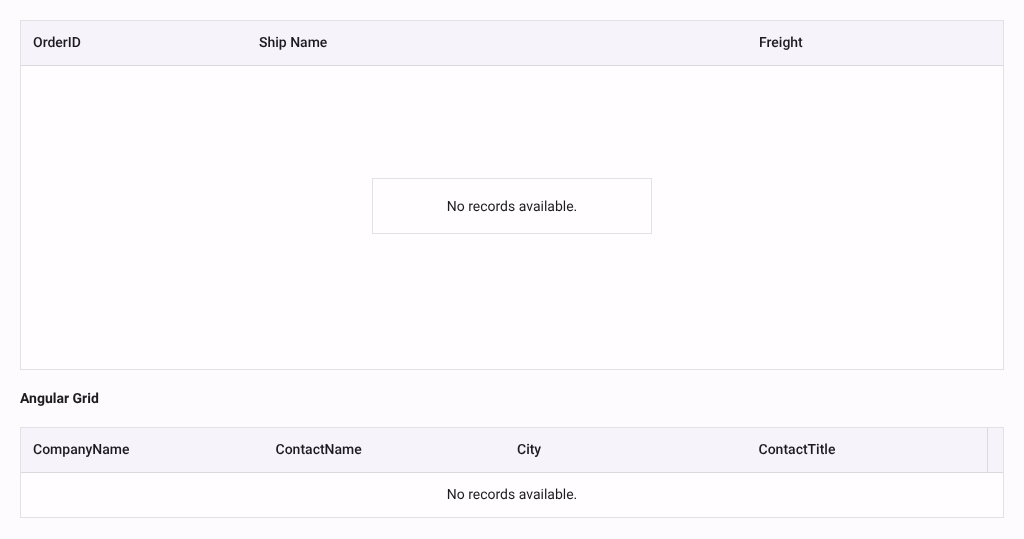 OrderID Ship Name Freight
No records available.
Angular Grid
CompanyName ContactName City ContactTitle
No records available.